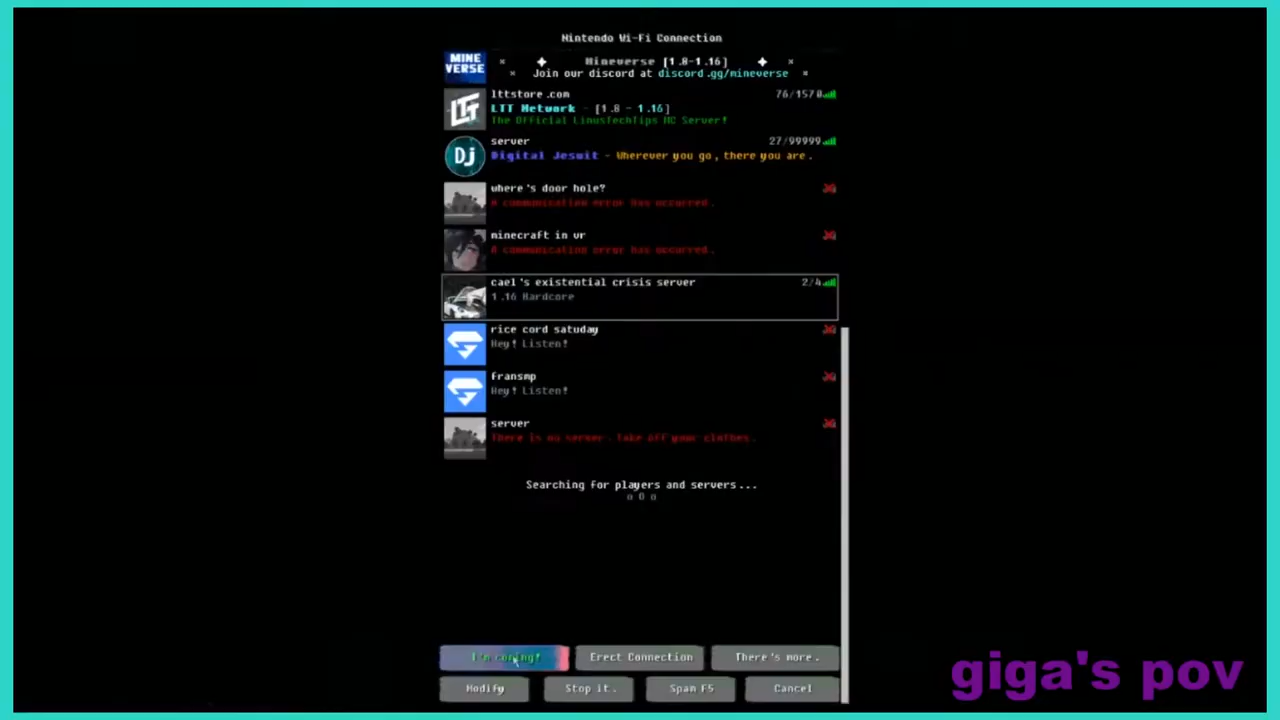 Nintendo Wi-Fi Connection
MINE
VERSE
Mineverse [1.8-1.16]
Join our discord at discord.gg/mineverse
LTT
lttstore.com
76/1570
LTT Network - [1.8 - 1.16]
The Official LinusTechTips MC Server!
Dj
server
27/99999
Digital Jesuit - Wherever you go, there you are.
where's door hole?
A communication error has occurred.
minecraft in vr
A communication error has occurred.
cael's existential crisis server
2/4
1.16 Hardcore
rice cord satuday
Hey! Listen!
fransmp
Hey! Listen!
server
There is no server. Take off your clothes.
Searching for players and servers...
o O o
I'm coming!
Erect Connection
There's more.
Modify
Stop it.
Spam F5
Cancel
giga's pov